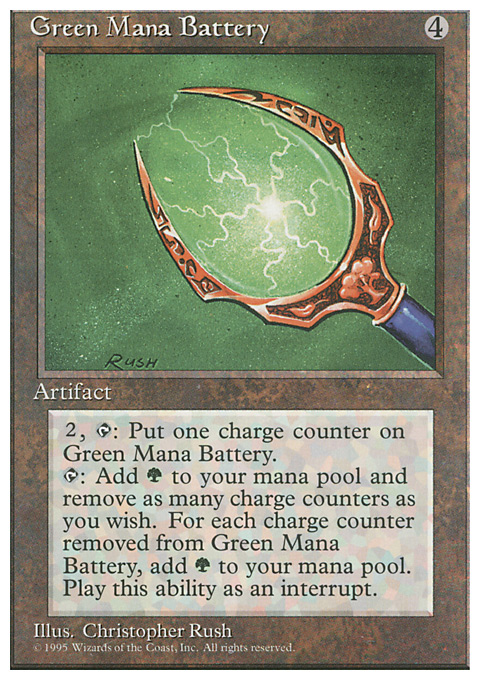 Green Mana Battery 4
RUSH
Artifact
2, : Put one charge counter on
Green Mana Battery.
: Add to your mana pool and
remove as many charge counters as
you wish. For each charge counter
removed from Green Mana
Battery, add to your mana pool.
Play this ability as an interrupt.
Illus. Christopher Rush
© 1995 Wizards of the Coast, Inc. All rights reserved.